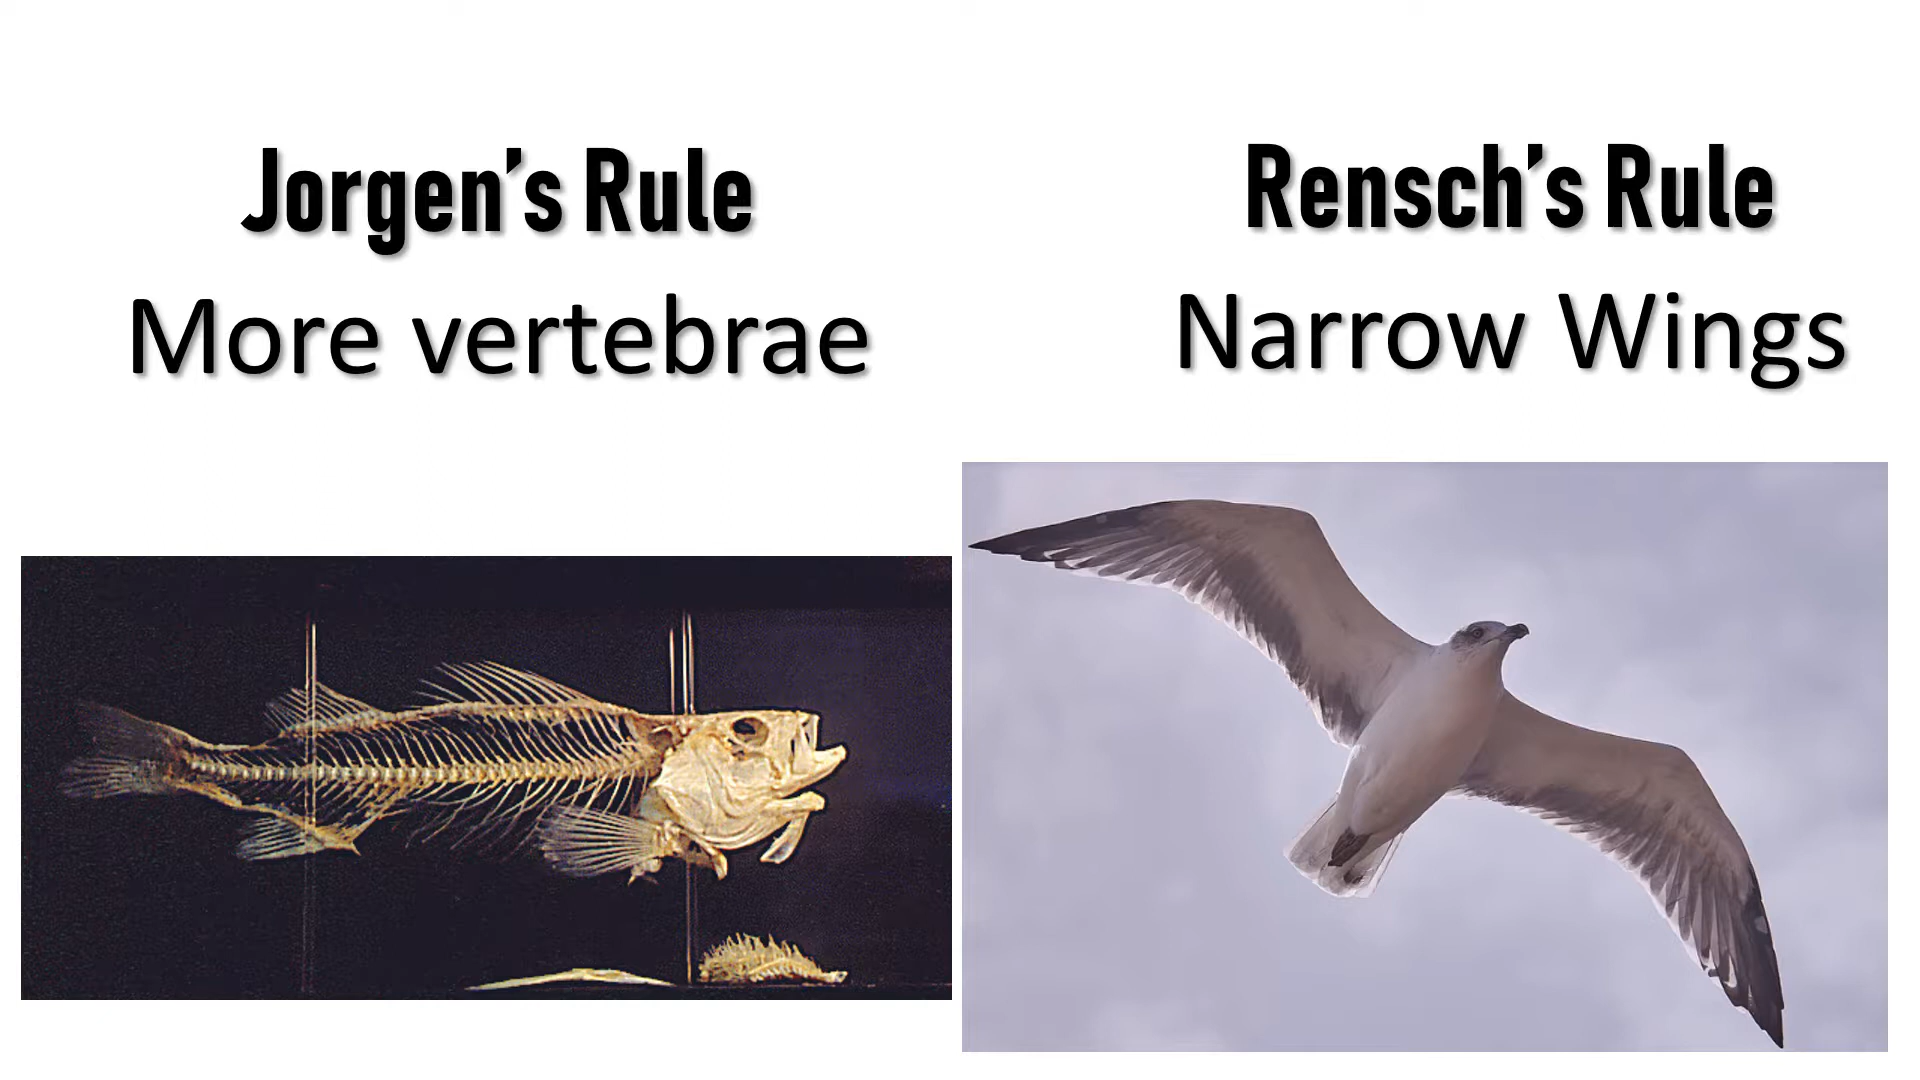 Jorgen’s Rule
More vertebrae
Rensch’s Rule
Narrow Wings